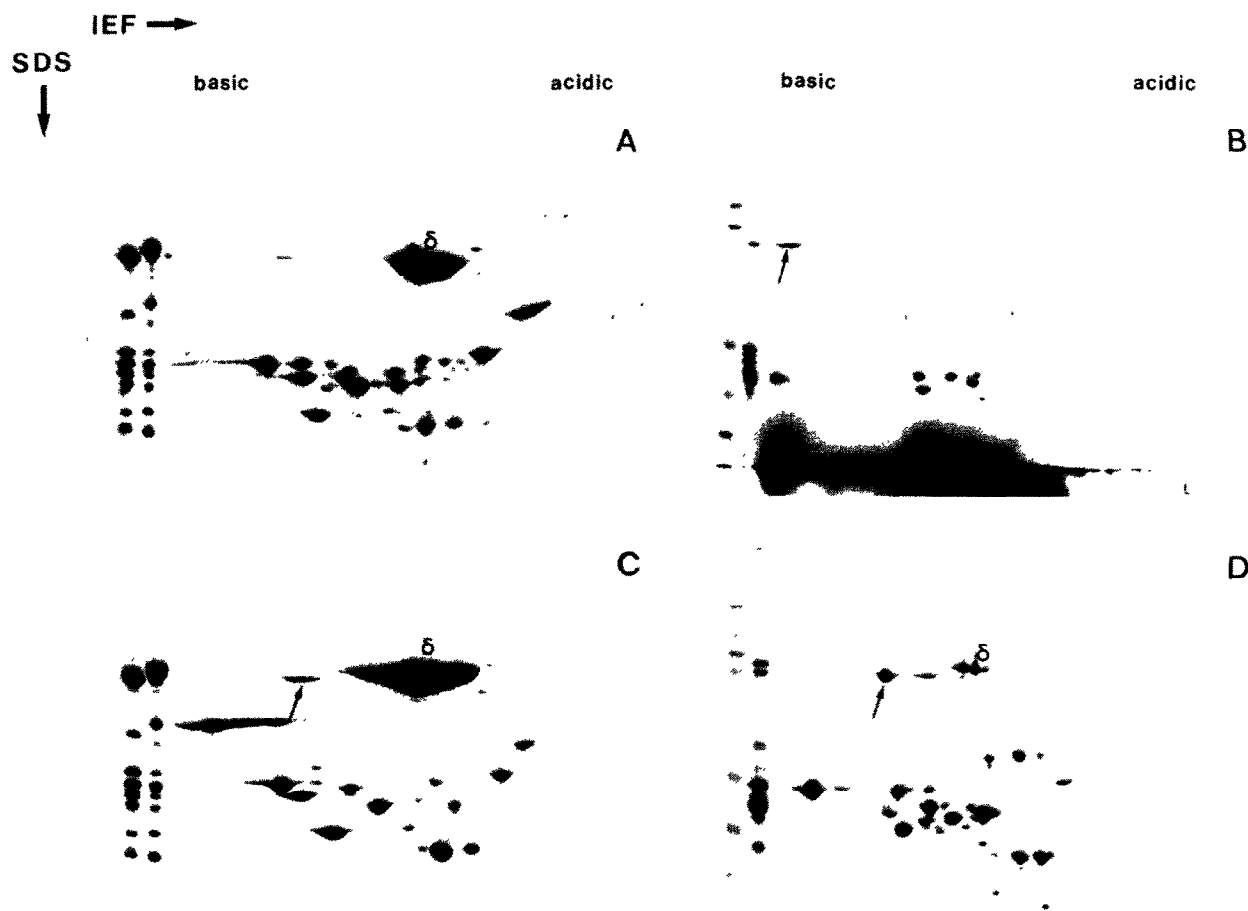 IEF
SDS
basic acidic basic acidic
A B
δ
C D
δ δ